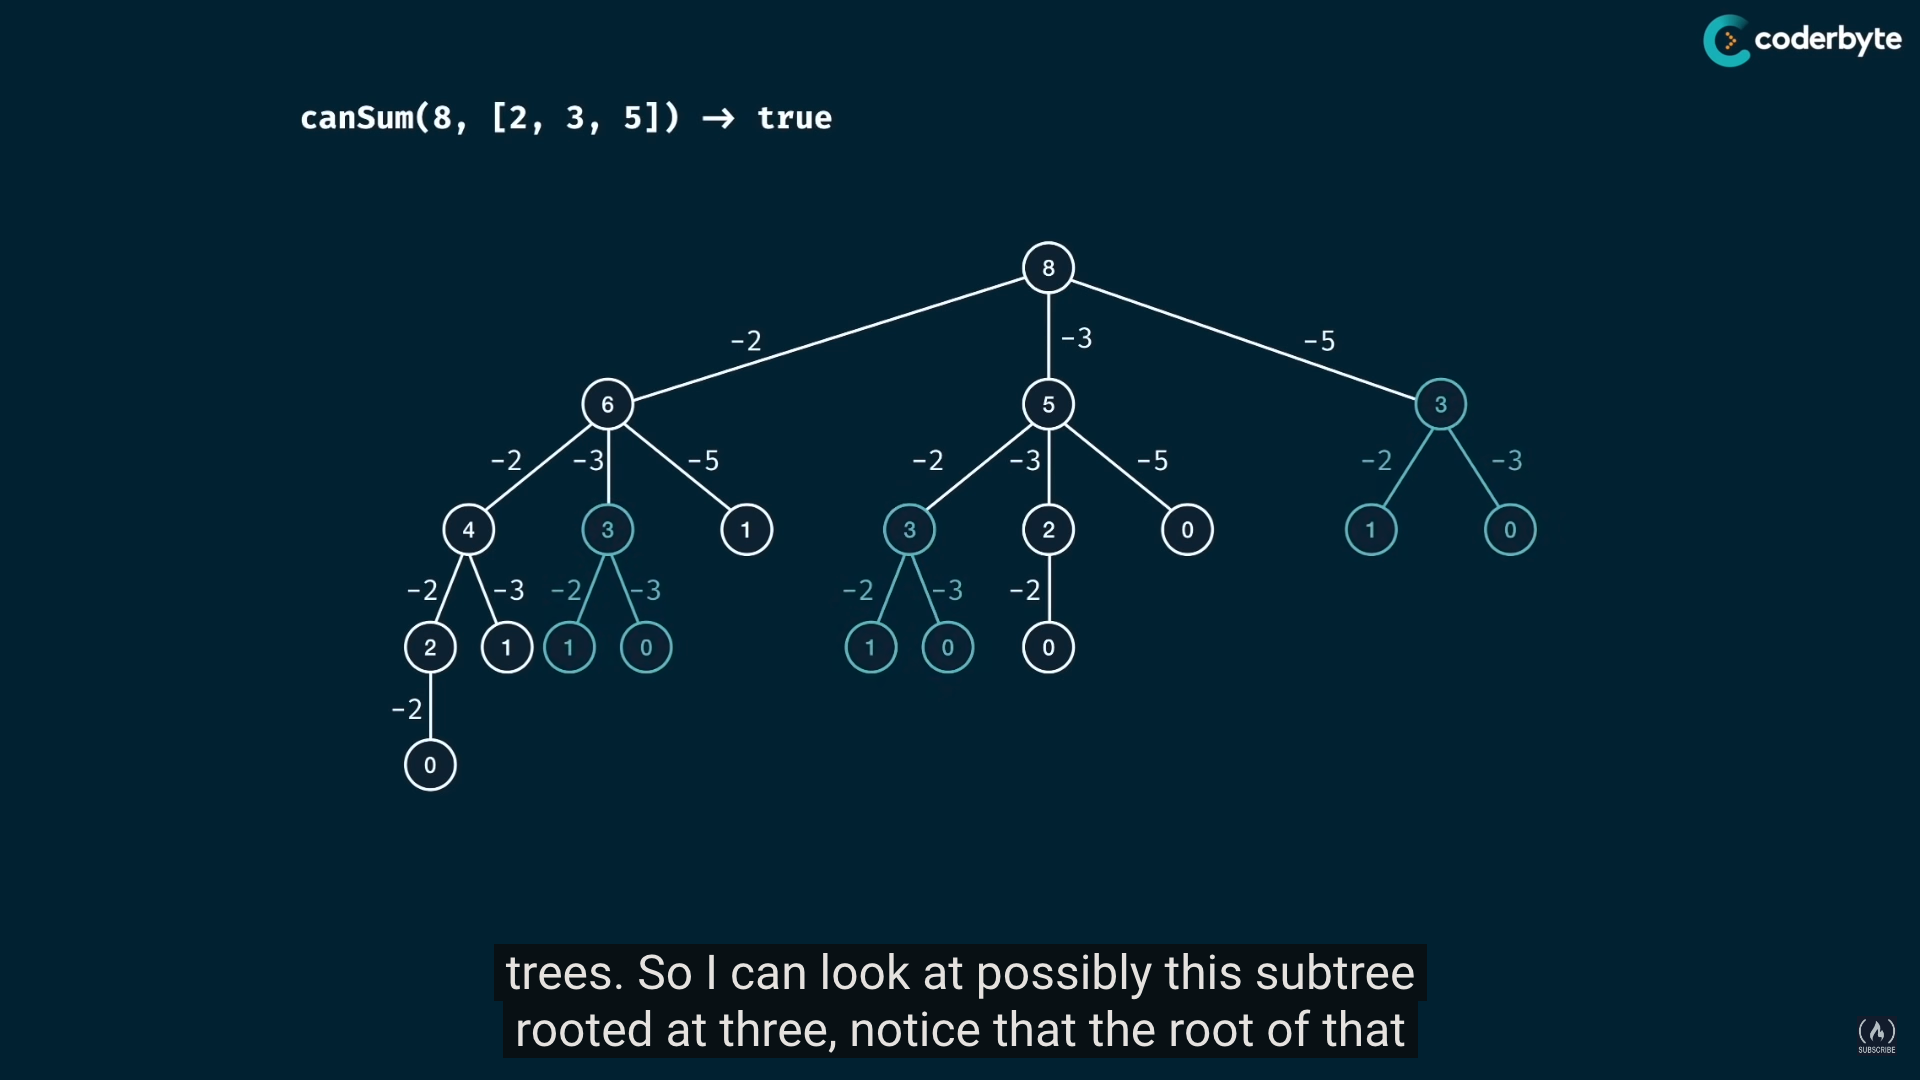 coderbyte
canSum(8, [2, 3, 5]) → true
8
-2 -3 -5
6 5 3
-2 -3 -5 -2 -3 -5 -2 -3
4 3 1 3 2 0 1 0
-2 -3 -2 -3 -2 -3 -2
2 1 1 0 1 0 0
-2
0
trees. So I can look at possibly this subtree
rooted at three, notice that the root of that
SUBSCRIBE